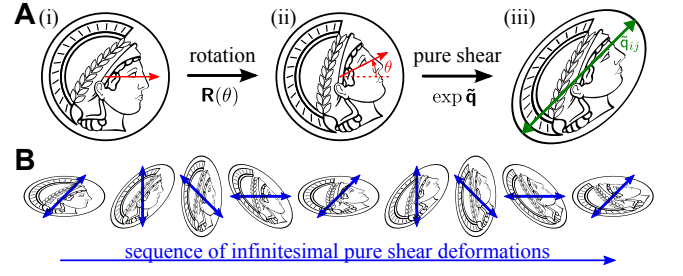 A (i) (ii) (iii)
rotation
R(θ)
θ
pure shear
exp q̃
q̃ij
B
sequence of infinitesimal pure shear deformations